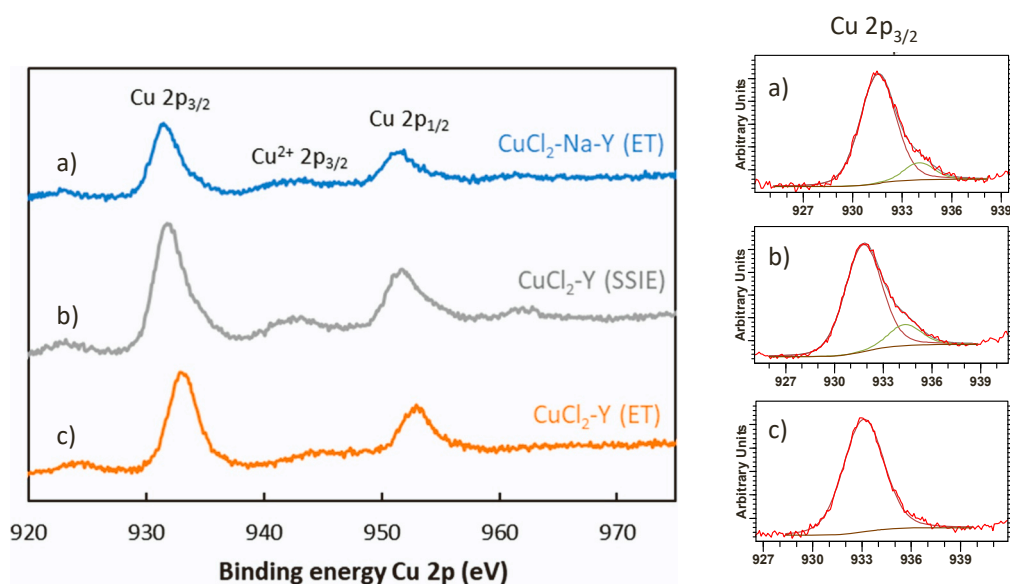 Cu 2p3/2
Cu 2p1/2
Cu2+ 2p3/2
a)
CuCl2-Na-Y (ET)
b)
CuCl2-Y (SSIE)
c)
CuCl2-Y (ET)
920 930 940 950 960 970
Binding energy Cu 2p (eV)
Cu 2p3/2
a)
Arbitrary Units
927 930 933 936 939
b)
Arbitrary Units
927 930 933 936 939
c)
Arbitrary Units
927 930 933 936 939